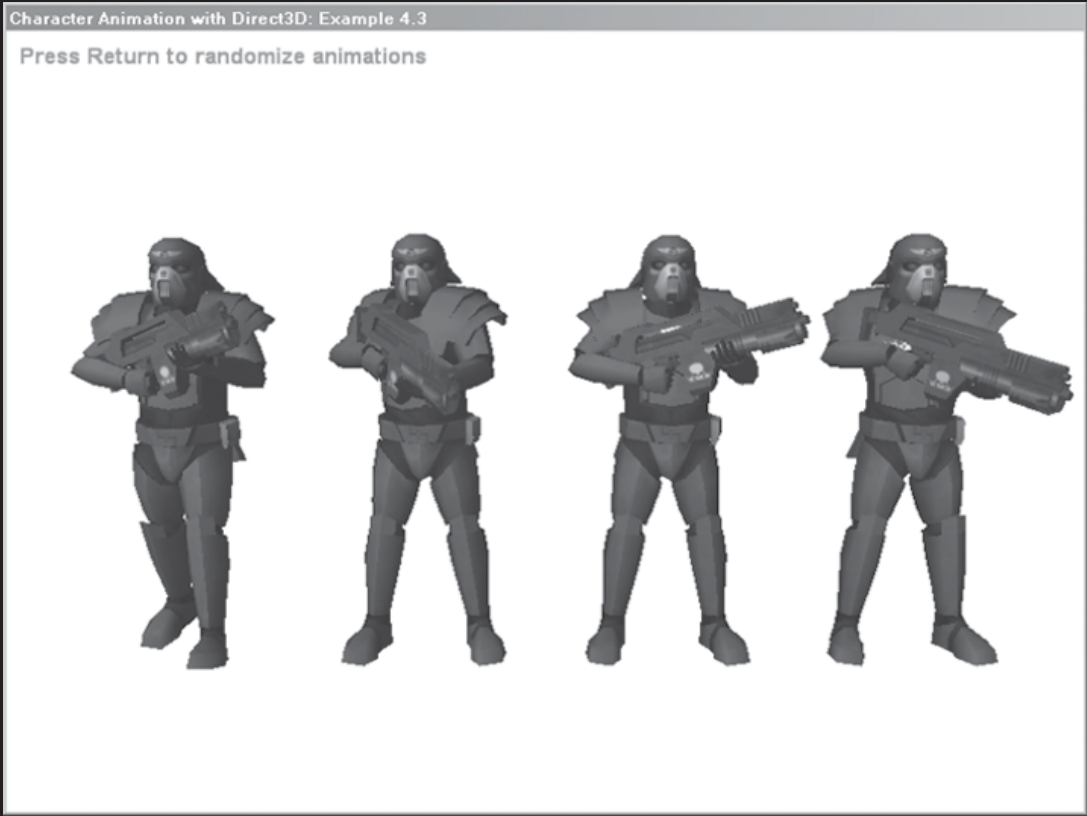 Character Animation with Direct3D: Example 4.3
Press Return to randomize animations